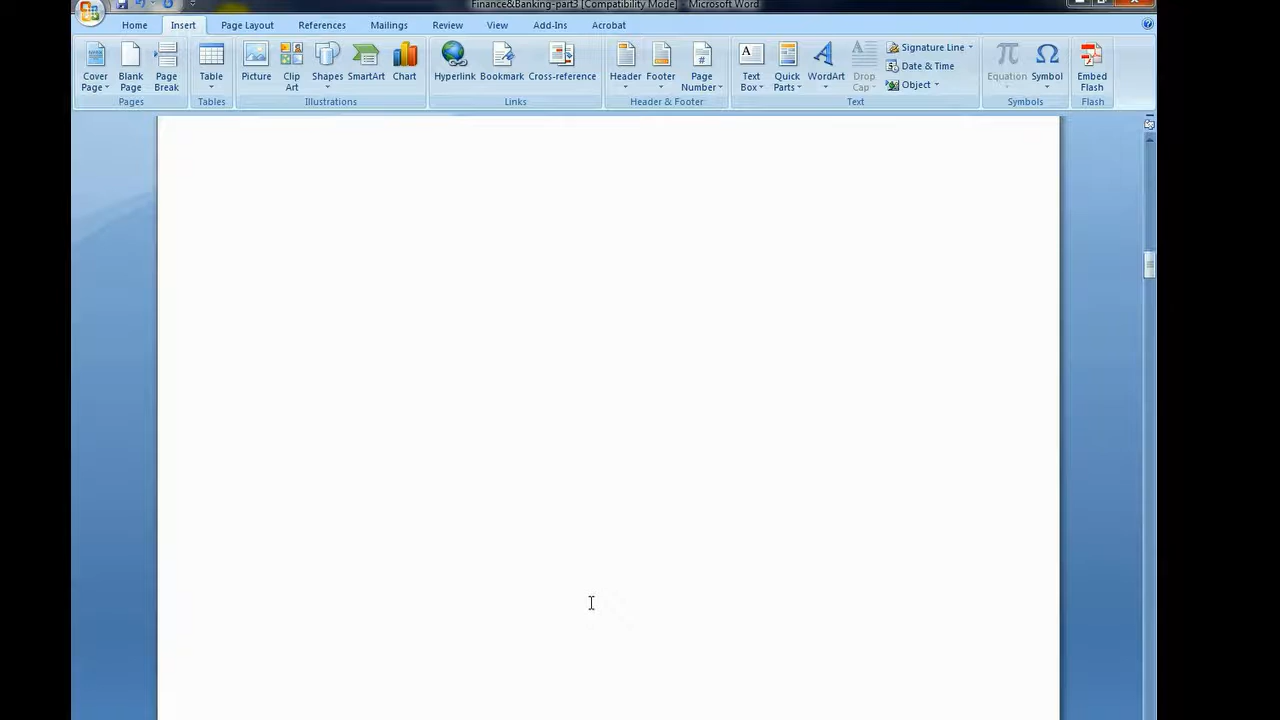 Finance&Banking-part3 [Compatibility Mode] - Microsoft Word
Home Insert Page Layout References Mailings Review View Add-Ins Acrobat
Cover Page
Blank Page
Page Break
Table
Picture
Clip Art
Shapes
SmartArt
Chart
Hyperlink
Bookmark
Cross-reference
Header
Footer
Page Number
Text Box
Quick Parts
WordArt
Drop Cap
Signature Line
Date & Time
Object
Equation
Symbol
Embed Flash
Pages Tables Illustrations Links Header & Footer Text Symbols Flash